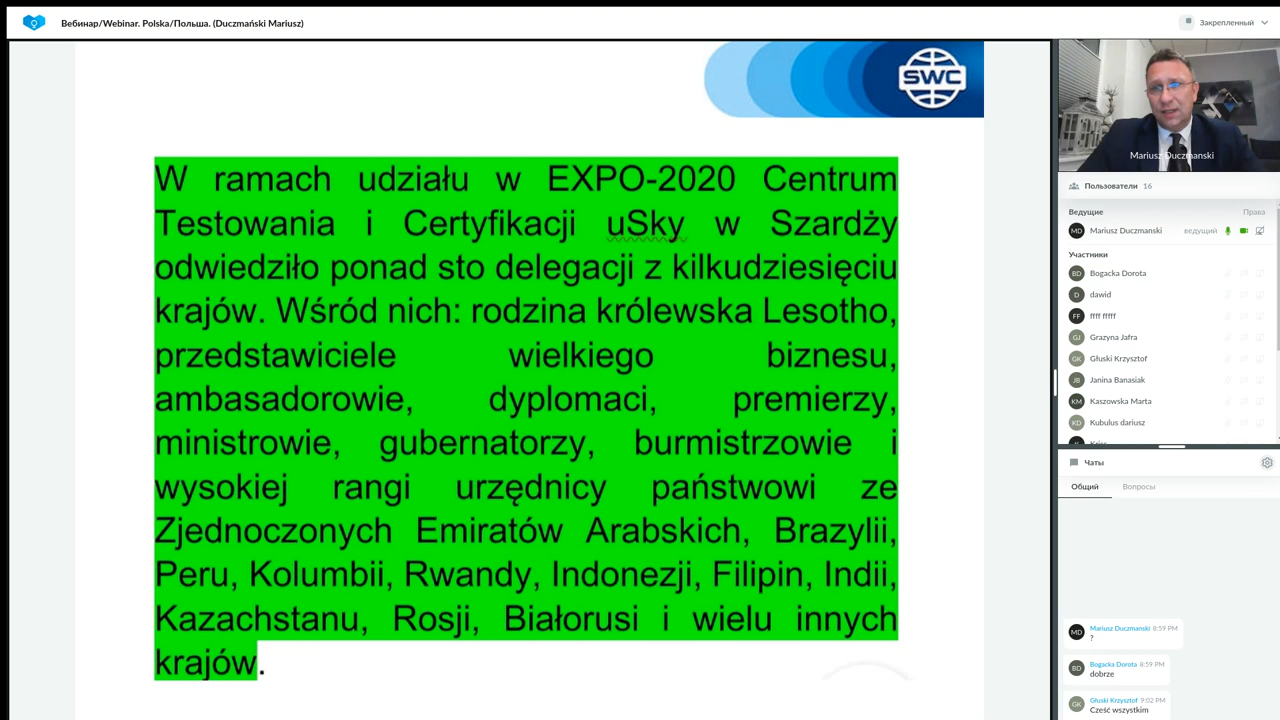 Вебинар/Webinar. Polska/Польша. (Duczmański Mariusz)
Закрепленный
SWC
W ramach udziału w EXPO-2020 Centrum
Testowania i Certyfikacji uSky w Szardży
odwiedziło ponad sto delegacji z kilkudziesięciu
krajów. Wśród nich: rodzina królewska Lesotho,
przedstawiciele wielkiego biznesu,
ambasadorowie, dyplomaci, premierzy,
ministrowie, gubernatorzy, burmistrzowie i
wysokiej rangi urzędnicy państwowi ze
Zjednoczonych Emiratów Arabskich, Brazylii,
Peru, Kolumbii, Rwandy, Indonezji, Filipin, Indii,
Kazachstanu, Rosji, Białorusi i wielu innych
krajów.
Mariusz Duczmanski
Пользователи 16
Ведущие Права
MD Mariusz Duczmanski ведущий
Участники
BD Bogacka Dorota
D dawid
FF ffff fffff
GJ Grazyna Jafra
GK Głuski Krzysztof
JB Janina Banasiak
KM Kaszowska Marta
KD Kubulus dariusz
Чаты
Общий Вопросы
MD Mariusz Duczmanski 8:59 PM
?
BD Bogacka Dorota 8:59 PM
dobrze
GK Głuski Krzysztof 9:02 PM
Cześć wszystkim